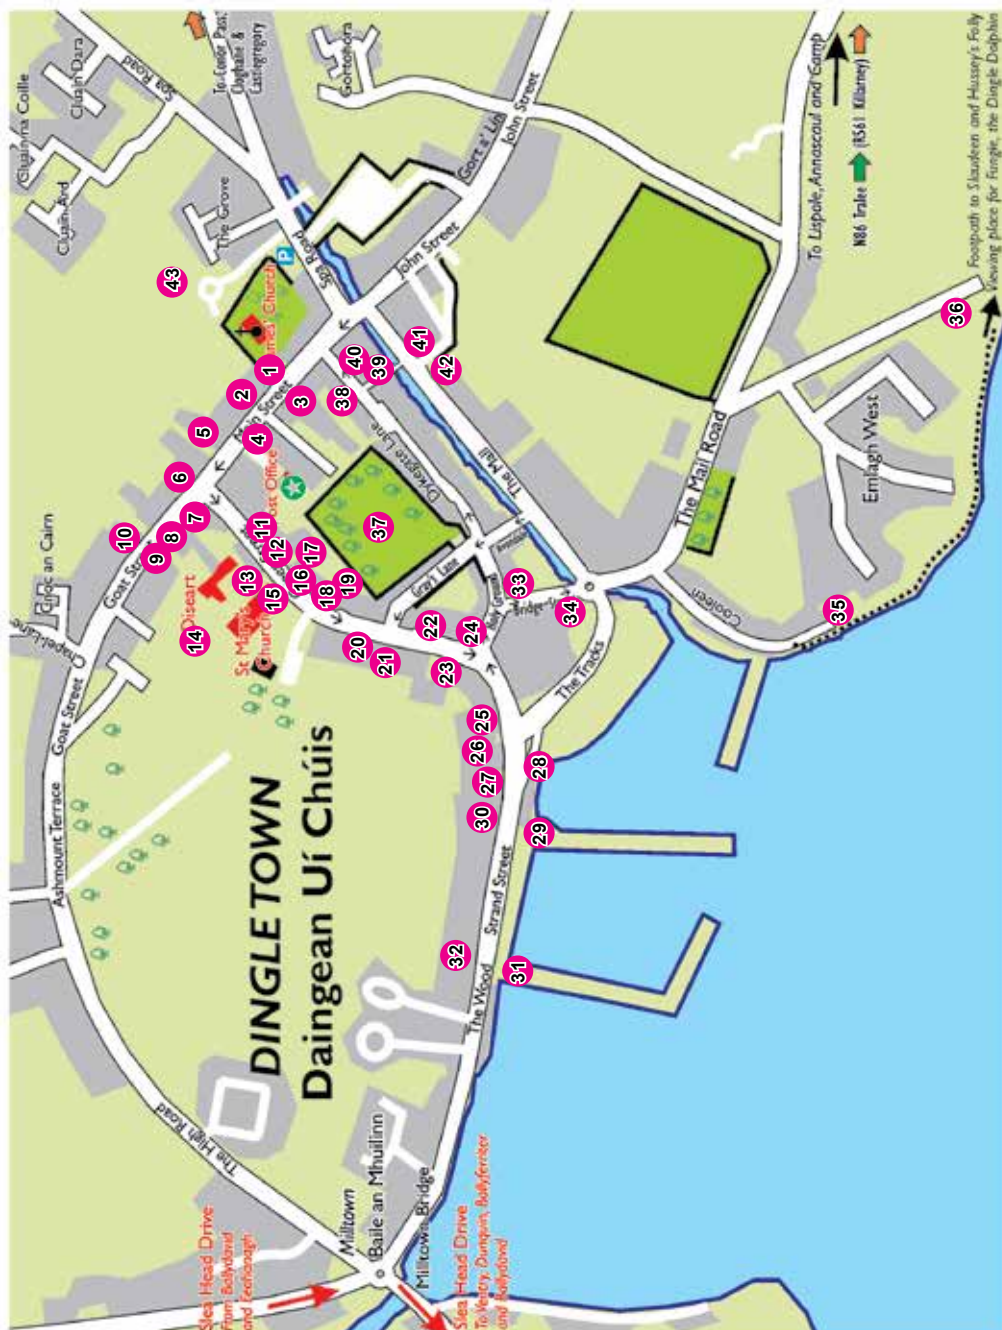 DINGLETOWN
Daingean Uí Chúis
Slea Head Drive
From Ballydavid
and Feohanagh
Slea Head Drive
To Ventry, Dunquin, Ballyferriter
and Ballydavid
Milltown
Baile an Mhuilinn
Milltown Bridge
The High Road
Ashmount Terrace
Goat Street
Chapel Lane
Cnoc an Cairn
Goat Street
Main Street
Diseart
St Mary's
Church
Post Office
Green Street
James' Church
P
The Grove
Cluain Ard
Cluain na Coille
Cluain Dara
Spa Road
Spa Road
To Conor Pass,
Cloghane &
Castlegregory
Gortonora
Gort a' Lin
John Street
John Street
Dykegate Lane
Gray's Lane
Avondale
Holy Ground
Bridge St
The Mall
The Tracks
Strand Street
The Wood
Cooleen
The Mail Road
Emlagh West
To Lispole, Annascaul and Camp
N86 Tralee
(R561 Killarney)
Footpath to Slaudeen and Hussey's Folly
Viewing place for Fungie, the Dingle Dolphin
1
2
3
4
5
6
7
8
9
10
11
12
13
14
15
16
17
18
19
20
21
22
23
24
25
26
27
28
29
30
31
32
33
34
35
36
37
38
39
40
41
42
43